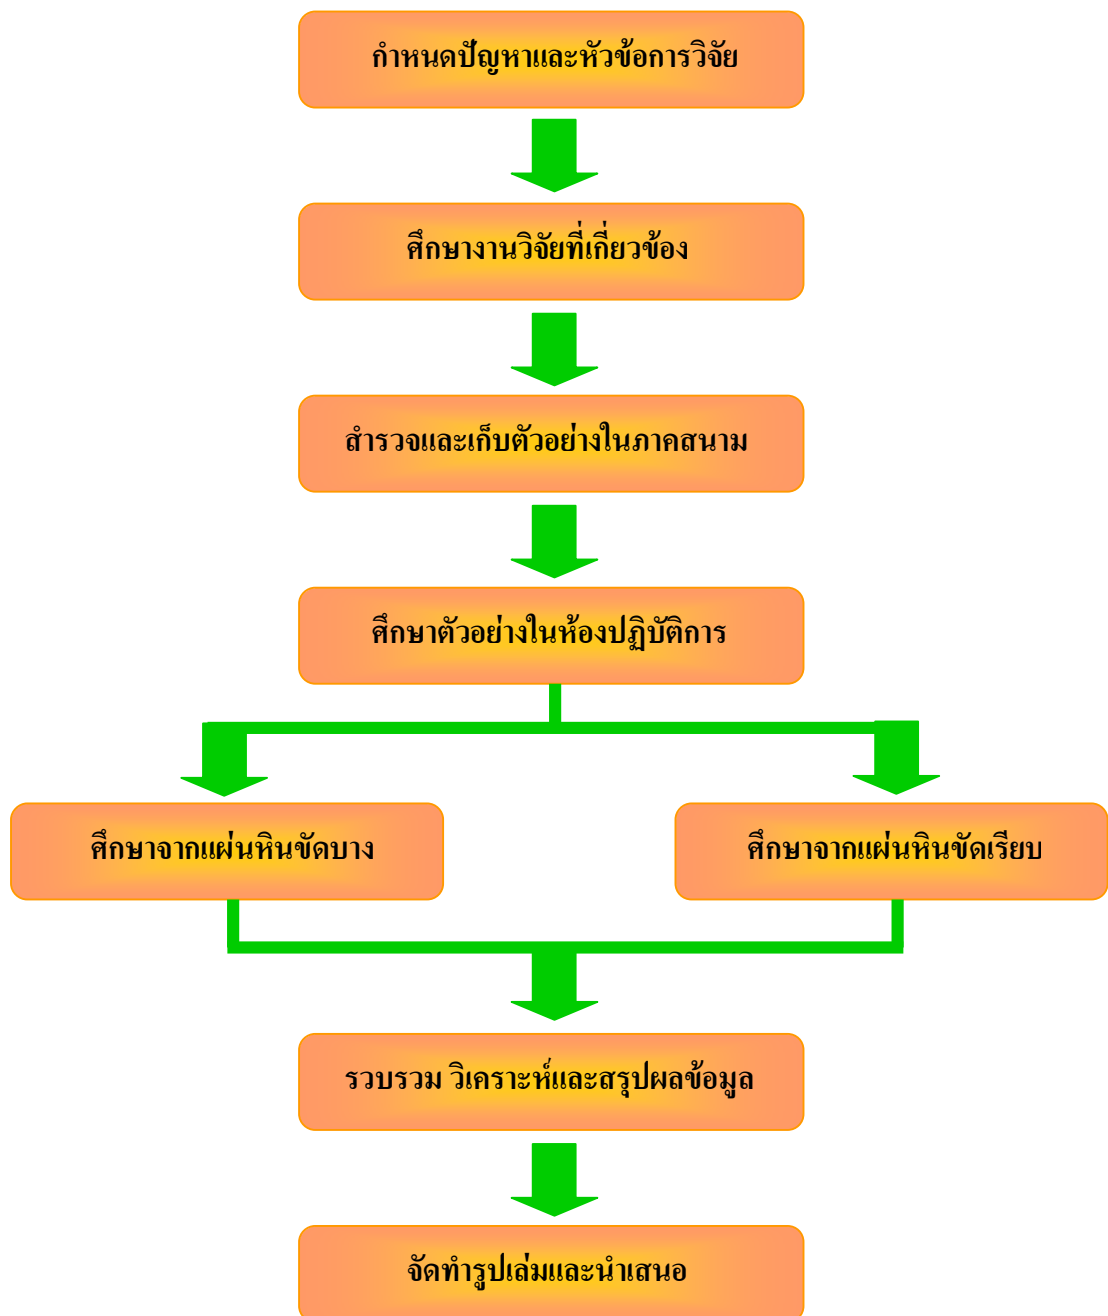 กำหนดปัญหาและหัวข้อการวิจัย
ศึกษางานวิจัยที่เกี่ยวข้อง
สำรวจและเก็บตัวอย่างในภาคสนาม
ศึกษาตัวอย่างในห้องปฏิบัติการ
ศึกษาจากแผ่นหินขัดบาง
ศึกษาจากแผ่นหินขัดเรียบ
รวบรวม วิเคราะห์และสรุปผลข้อมูล
จัดทำรูปเล่มและนำเสนอ